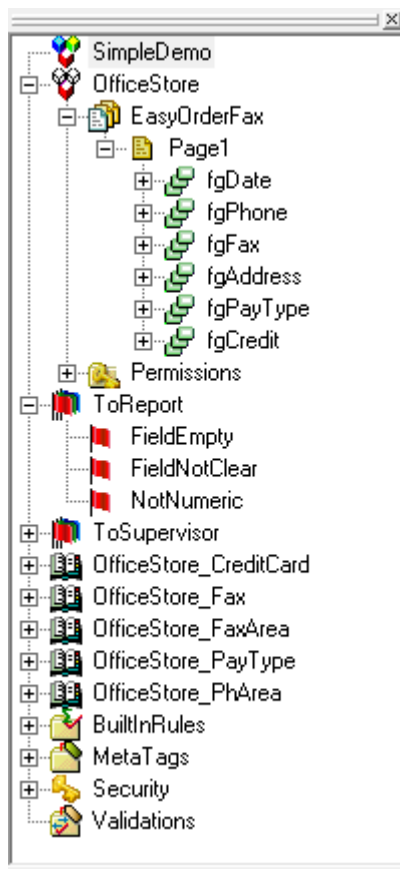 SimpleDemo
OfficeStore
EasyOrderFax
Page1
fgDate
fgPhone
fgFax
fgAddress
fgPayType
fgCredit
Permissions
ToReport
FieldEmpty
FieldNotClear
NotNumeric
ToSupervisor
OfficeStore_CreditCard
OfficeStore_Fax
OfficeStore_FaxArea
OfficeStore_PayType
OfficeStore_PhArea
BuiltInRules
MetaTags
Security
Validations